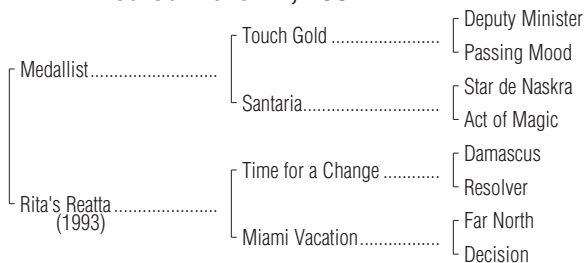 Deputy Minister
Touch Gold ........................
Passing Mood
Medallist ............................
Star de Naskra
Santaria ..............................
Act of Magic
Damascus
Time for a Change ............
Resolver
Rita's Reatta ......................
(1993)
Far North
Miami Vacation ..................
Decision